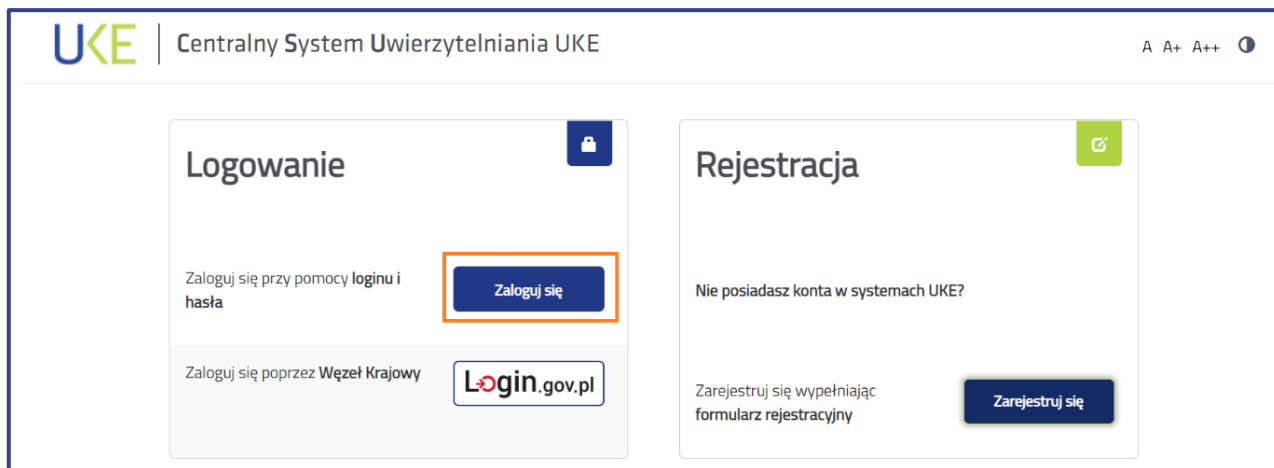 UKE | Centralny System Uwierzytelniania UKE
A A+ A++
Logowanie
Zaloguj się przy pomocy loginu i
hasła
Zaloguj się
Zaloguj się poprzez Węzeł Krajowy
Login.gov.pl
Rejestracja
Nie posiadasz konta w systemach UKE?
Zarejestruj się wypełniając
formularz rejestracyjny
Zarejestruj się